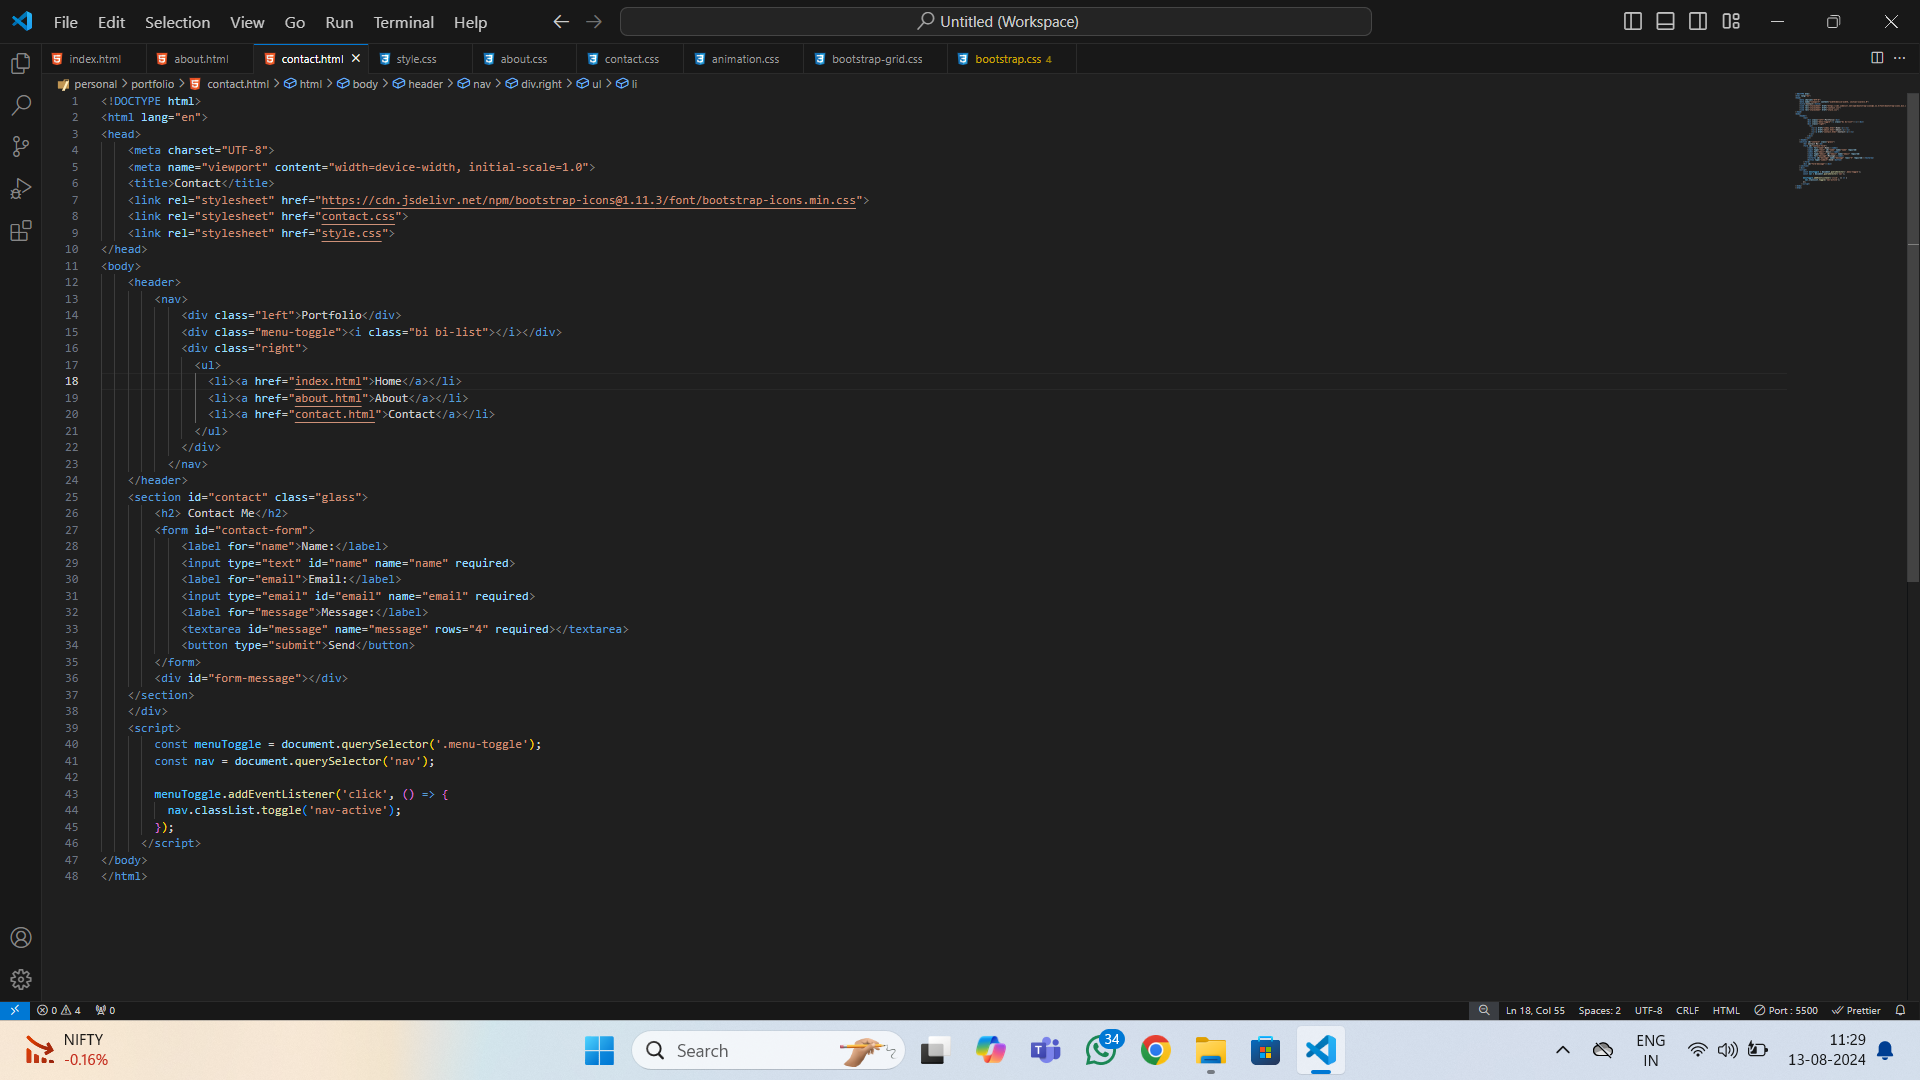 File Edit Selection View Go Run Terminal Help
Untitled (Workspace)
index.html about.html contact.html style.css about.css contact.css animation.css bootstrap-grid.css bootstrap.css 4
personal > portfolio > contact.html > html > body > header > nav > div.right > ul > li
1 <!DOCTYPE html>
2 <html lang="en">
3 <head>
4 <meta charset="UTF-8">
5 <meta name="viewport" content="width=device-width, initial-scale=1.0">
6 <title>Contact</title>
7 <link rel="stylesheet" href="https://cdn.jsdelivr.net/npm/bootstrap-icons@1.11.3/font/bootstrap-icons.min.css">
8 <link rel="stylesheet" href="contact.css">
9 <link rel="stylesheet" href="style.css">
10 </head>
11 <body>
12 <header>
13 <nav>
14 <div class="left">Portfolio</div>
15 <div class="menu-toggle"><i class="bi bi-list"></i></div>
16 <div class="right">
17 <ul>
18 <li><a href="index.html">Home</a></li>
19 <li><a href="about.html">About</a></li>
20 <li><a href="contact.html">Contact</a></li>
21 </ul>
22 </div>
23 </nav>
24 </header>
25 <section id="contact" class="glass">
26 <h2> Contact Me</h2>
27 <form id="contact-form">
28 <label for="name">Name:</label>
29 <input type="text" id="name" name="name" required>
30 <label for="email">Email:</label>
31 <input type="email" id="email" name="email" required>
32 <label for="message">Message:</label>
33 <textarea id="message" name="message" rows="4" required></textarea>
34 <button type="submit">Send</button>
35 </form>
36 <div id="form-message"></div>
37 </section>
38 </div>
39 <script>
40 const menuToggle = document.querySelector('.menu-toggle');
41 const nav = document.querySelector('nav');
42
43 menuToggle.addEventListener('click', () => {
44 nav.classList.toggle('nav-active');
45 });
46 </script>
47 </body>
48 </html>
0 4 0
Ln 18, Col 55 Spaces: 2 UTF-8 CRLF HTML Port : 5500 Prettier
NIFTY
-0.16%
Search
34
ENG
IN
11:29
13-08-2024